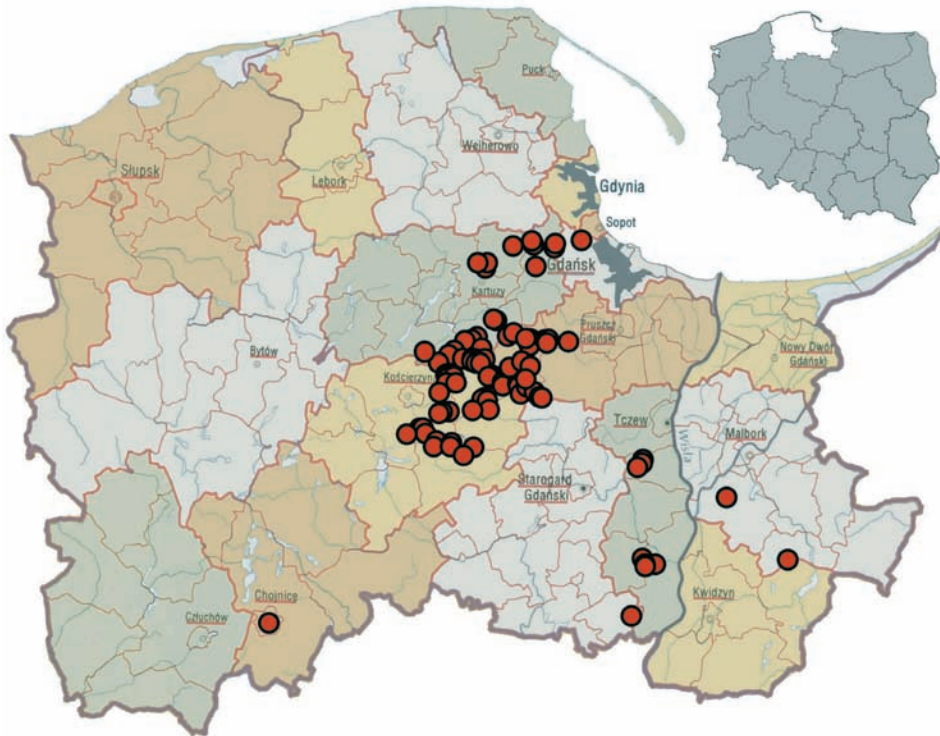 Puck
Wejherowo
Słupsk
Lębork
Gdynia
Sopot
Gdańsk
Kartuzy
Pruszcz
Gdański
Nowy Dwór
Gdański
Bytów
Kościerzyna
Tczew
Wisła
Malbork
Starogard
Gdański
Chojnice
Człuchów
Kwidzyn